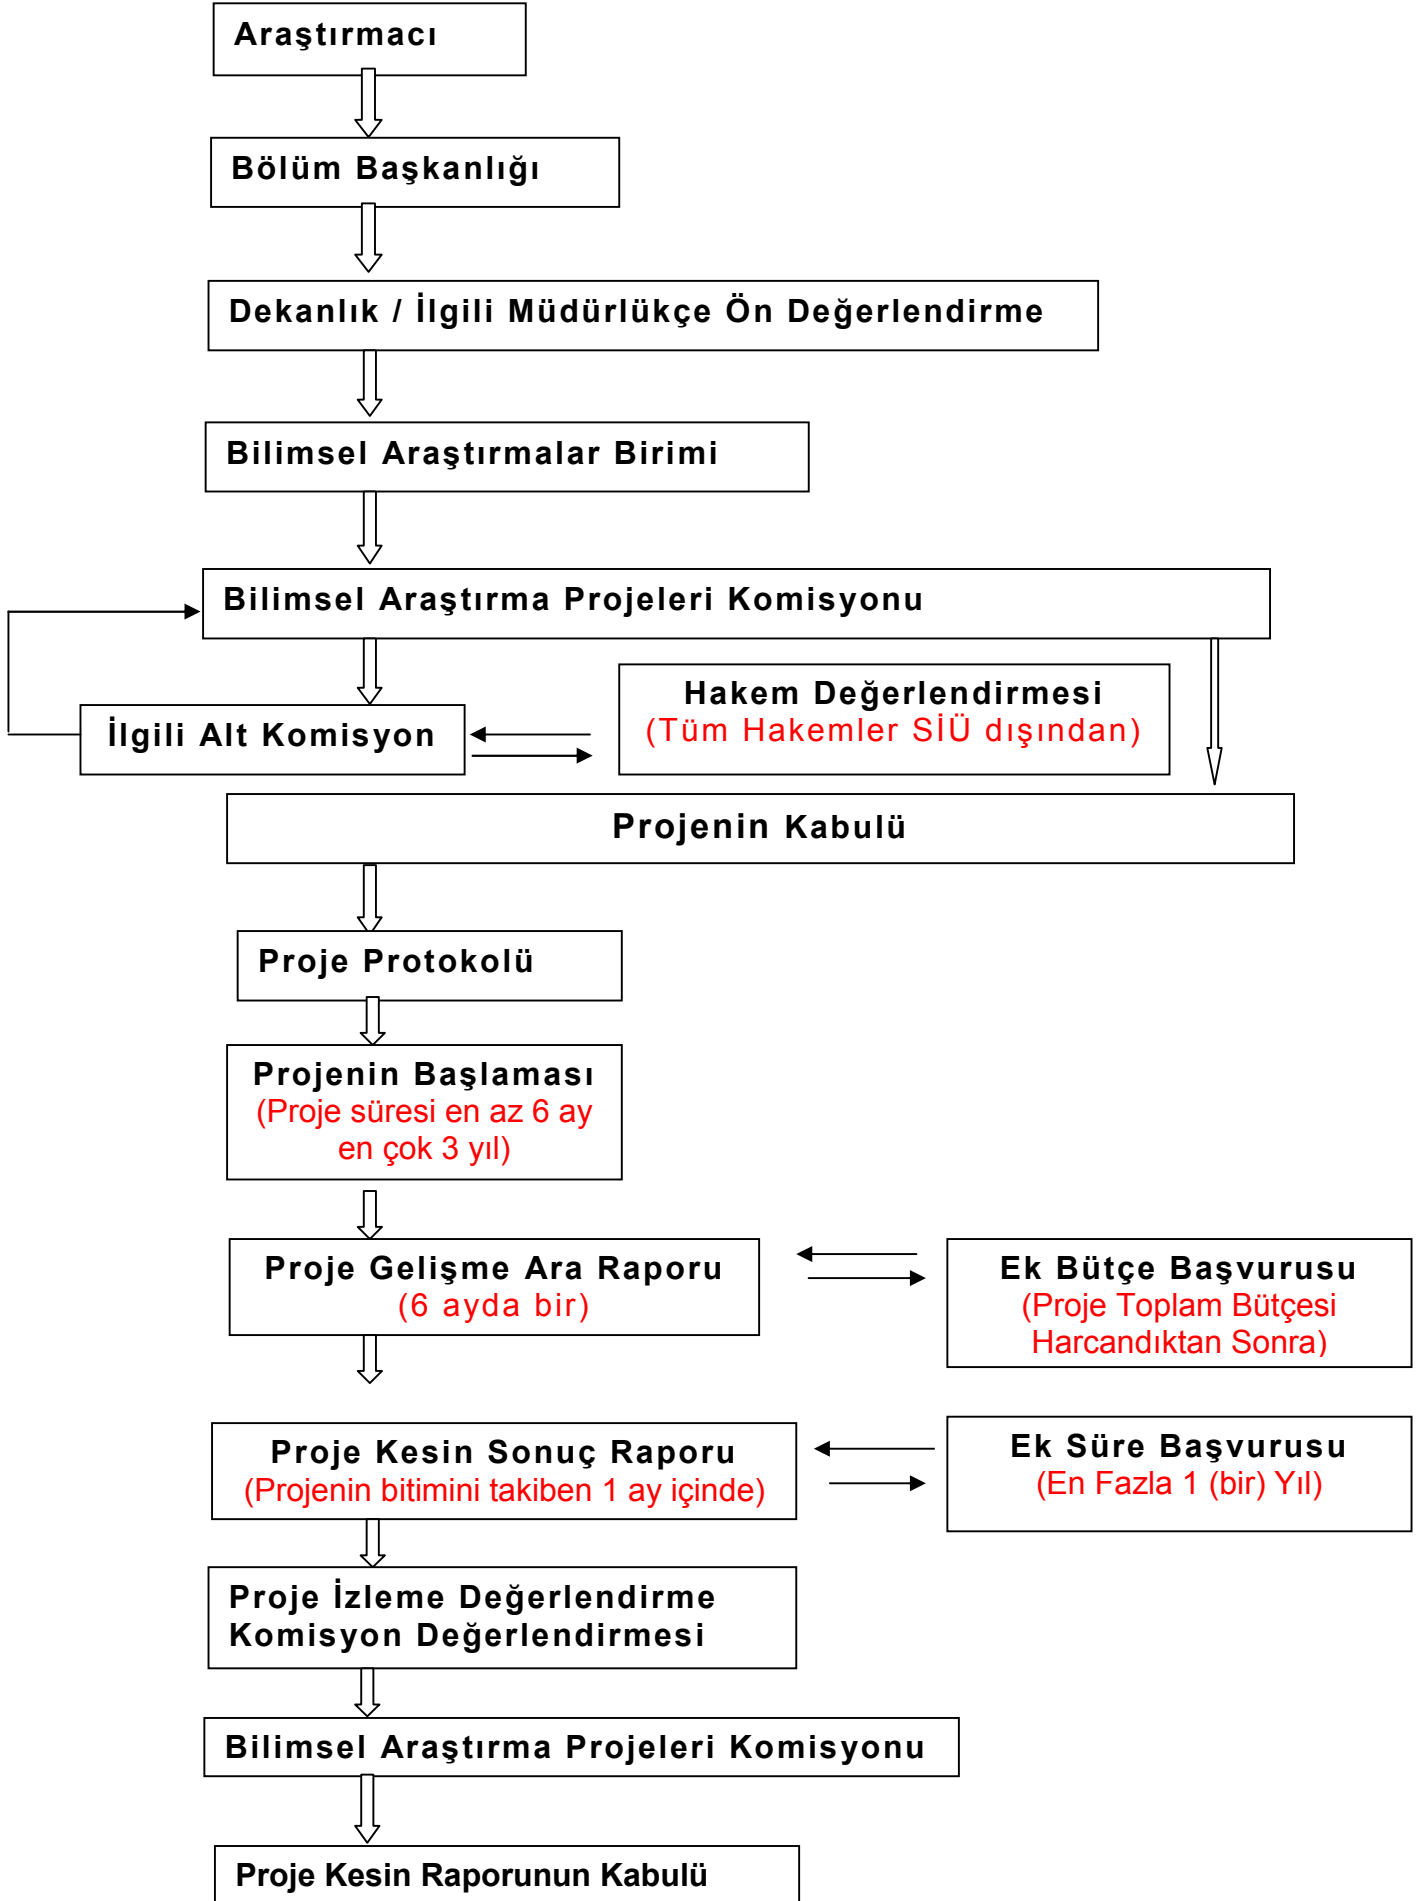 Araştırmacı
Bölüm Başkanlığı
Dekanlık / İlgili Müdürlükçe Ön Değerlendirme
Bilimsel Araştırmalar Birimi
Bilimsel Araştırma Projeleri Komisyonu
Hakem Değerlendirmesi
(Tüm Hakemler SİÜ dışından)
İlgili Alt Komisyon
Projenin Kabulü
Proje Protokolü
Projenin Başlaması
(Proje süresi en az 6 ay
en çok 3 yıl)
Proje Gelişme Ara Raporu
(6 ayda bir)
Ek Bütçe Başvurusu
(Proje Toplam Bütçesi
Harcandıktan Sonra)
Proje Kesin Sonuç Raporu
(Projenin bitimini takiben 1 ay içinde)
Ek Süre Başvurusu
(En Fazla 1 (bir) Yıl)
Proje İzleme Değerlendirme
Komisyon Değerlendirmesi
Bilimsel Araştırma Projeleri Komisyonu
Proje Kesin Raporunun Kabulü